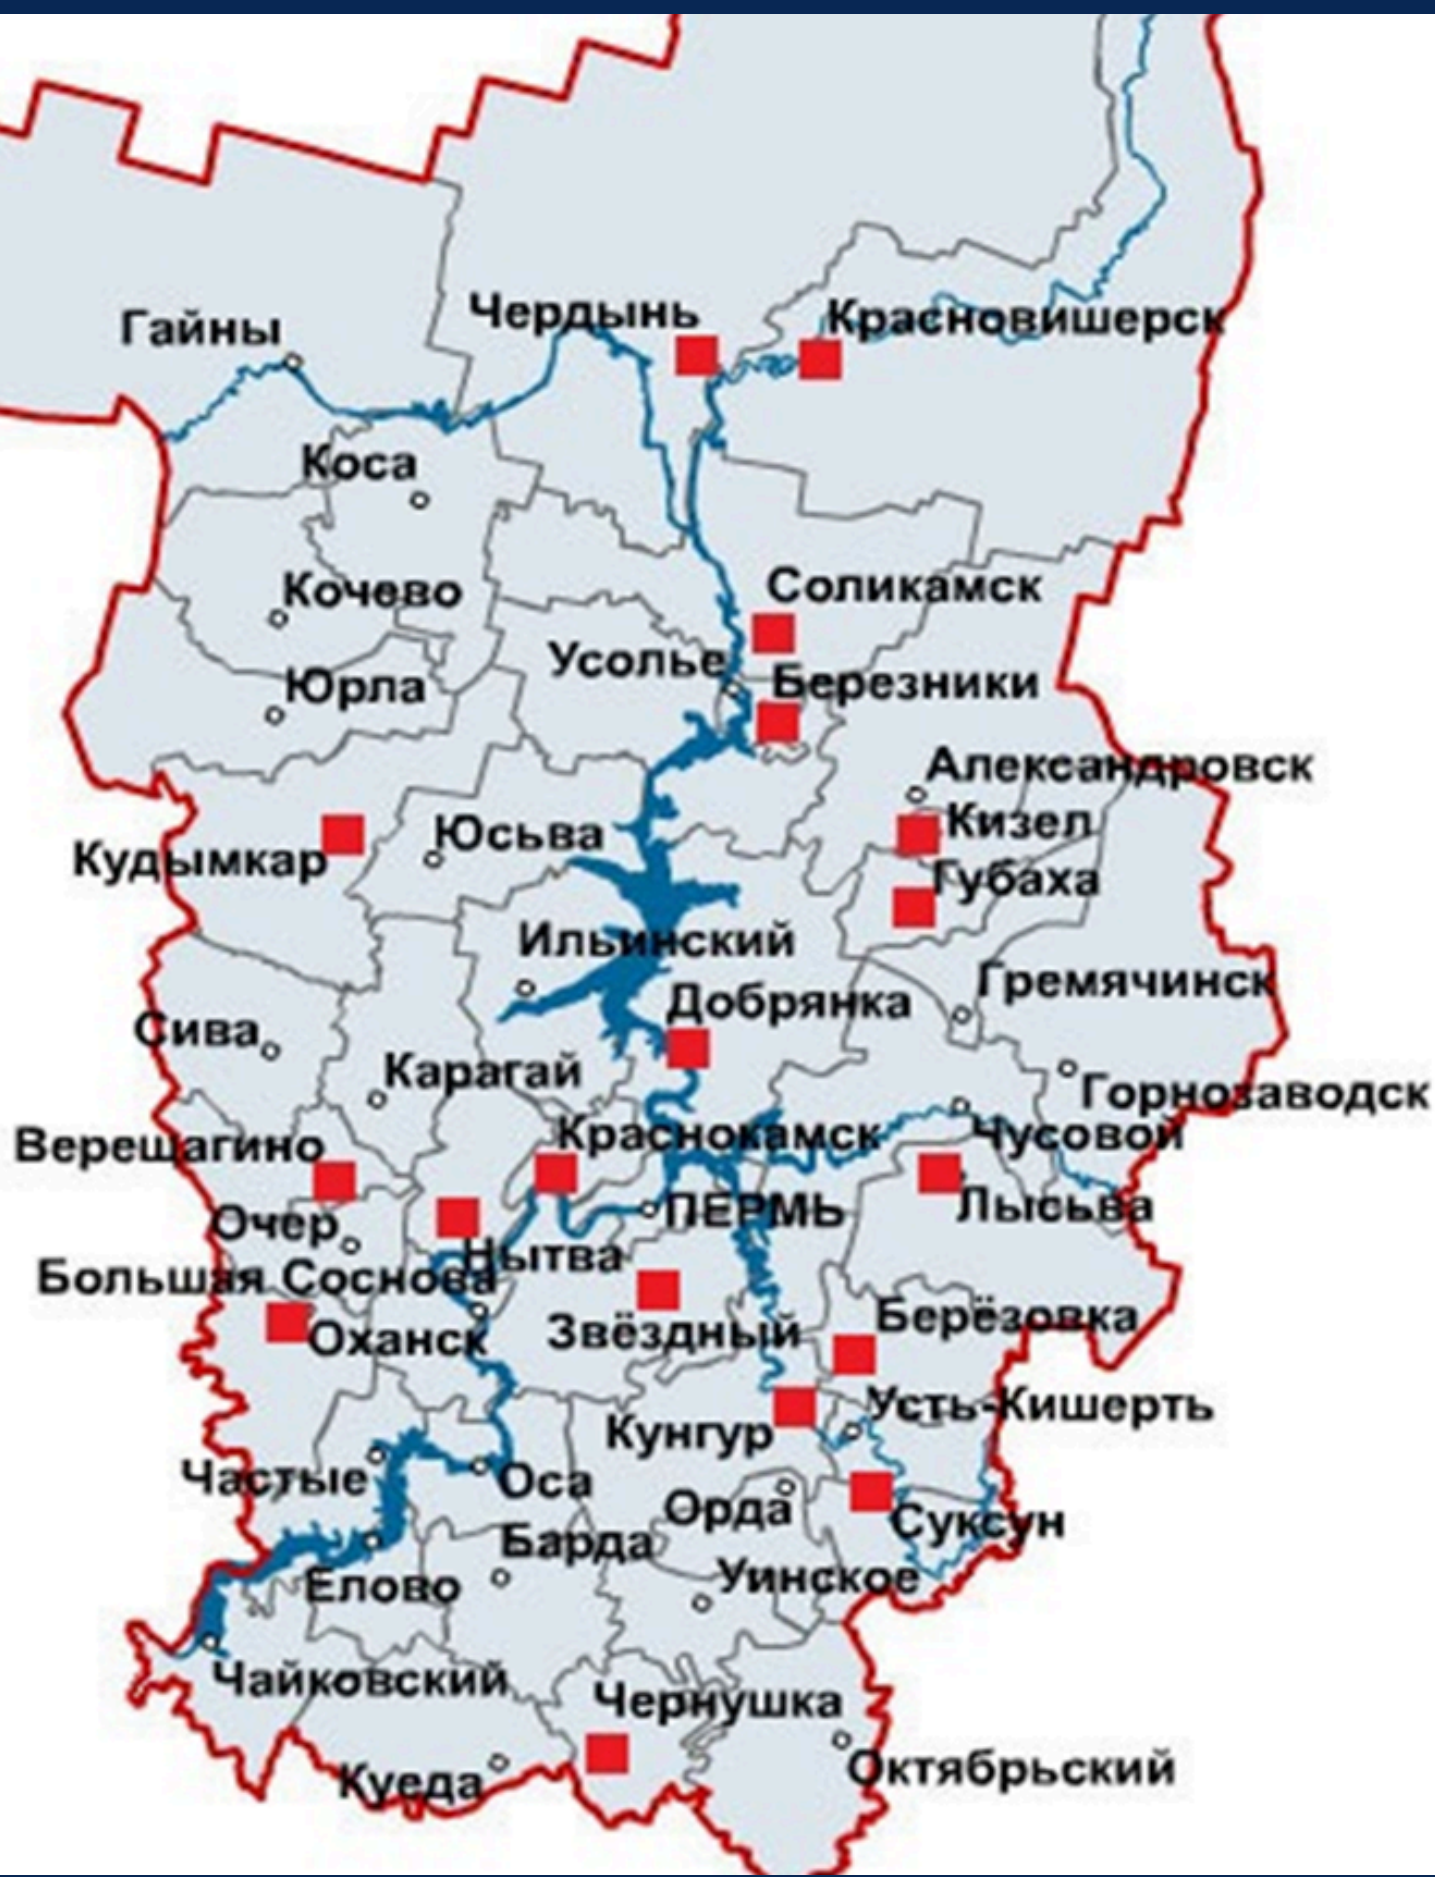 Чердынь
Красновишерск
Гайны
Коса
Соликамск
Кочево
Усолье
Березники
Юрла
Александровск
Кизел
Юсьва
Кудымкар
Губаха
Ильинский
Гремячинск
Добрянка
Сива
Карагай
Горнозаводск
Краснокамск
Чусовой
Верещагино
Лысьва
ПЕРМЬ
Очер
Нытва
Большая Соснова
Берёзовка
Оханск
Звёздный
Усть-Кишерть
Кунгур
Частые
Оса
Орда
Суксун
Барда
Уинское
Елово
Чайковский
Чернушка
Октябрьский
Куеда